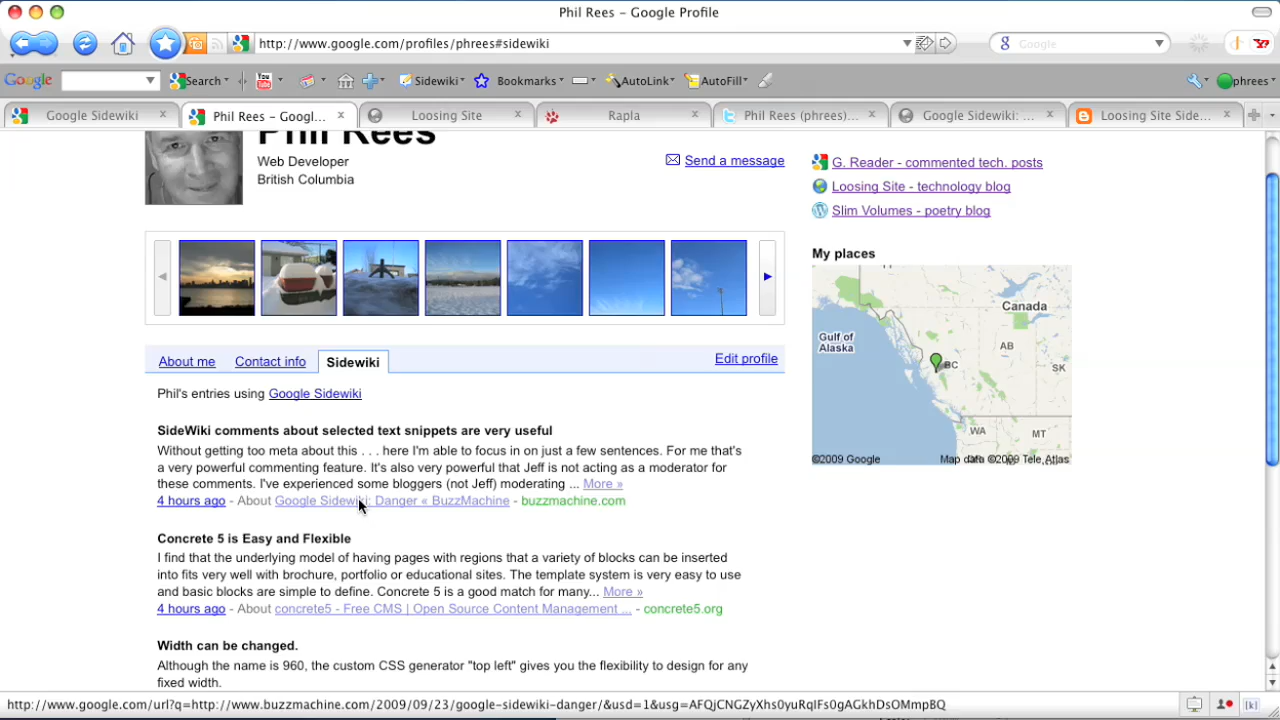 Phil Rees – Google Profile
http://www.google.com/profiles/phrees#sidewiki
Google
Google
Search
Sidewiki
Bookmarks
AutoLink
AutoFill
phrees
Google Sidewiki
Phil Rees – Googl...
Loosing Site
Rapla
Phil Rees (phrees)...
Google Sidewiki: ...
Loosing Site Side...
Phil Rees
Web Developer
British Columbia
Send a message
G. Reader - commented tech. posts
Loosing Site - technology blog
Slim Volumes - poetry blog
My places
Canada
Gulf of
Alaska
AB
BC
SK
WA
MT
©2009 Google
Map data ©2009 Tele Atlas
About me
Contact info
Sidewiki
Edit profile
Phil's entries using Google Sidewiki
SideWiki comments about selected text snippets are very useful
Without getting too meta about this . . . here I'm able to focus in on just a few sentences. For me that's
a very powerful commenting feature. It's also very powerful that Jeff is not acting as a moderator for
these comments. I've experienced some bloggers (not Jeff) moderating ... More »
4 hours ago - About Google Sidewiki: Danger « BuzzMachine - buzzmachine.com
Concrete 5 is Easy and Flexible
I find that the underlying model of having pages with regions that a variety of blocks can be inserted
into fits very well with brochure, portfolio or educational sites. The template system is very easy to use
and basic blocks are simple to define. Concrete 5 is a good match for many... More »
4 hours ago - About concrete5 - Free CMS | Open Source Content Management ... - concrete5.org
Width can be changed.
Although the name is 960, the custom CSS generator "top left" gives you the flexibility to design for any
fixed width.
http://www.google.com/url?q=http://www.buzzmachine.com/2009/09/23/google-sidewiki-danger/&usd=1&usg=AFQjCNGZyXhs0yuRqIFs0gAGkhDsOMmpBQ